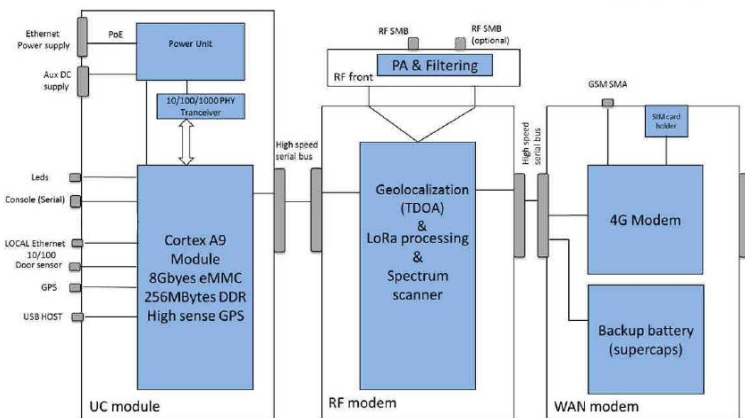 Ethernet
Power supply
PoE
Power Unit
Aux DC
supply
10/100/1000 PHY
Tranceiver
Leds
Console (Serial)
LOCAL Ethernet
10/100
Door sensor
GPS
USB HOST
Cortex A9
Module
8Gbyes eMMC
256MBytes DDR
High sense GPS
UC module
High speed
serial bus
RF SMB
RF SMB
(optional)
PA & Filtering
RF front
Geolocalization
(TDOA)
&
LoRa processing
&
Spectrum
scanner
RF modem
High speed
serial bus
GSM SMA
SIM card
holder
4G Modem
Backup battery
(supercaps)
WAN modem